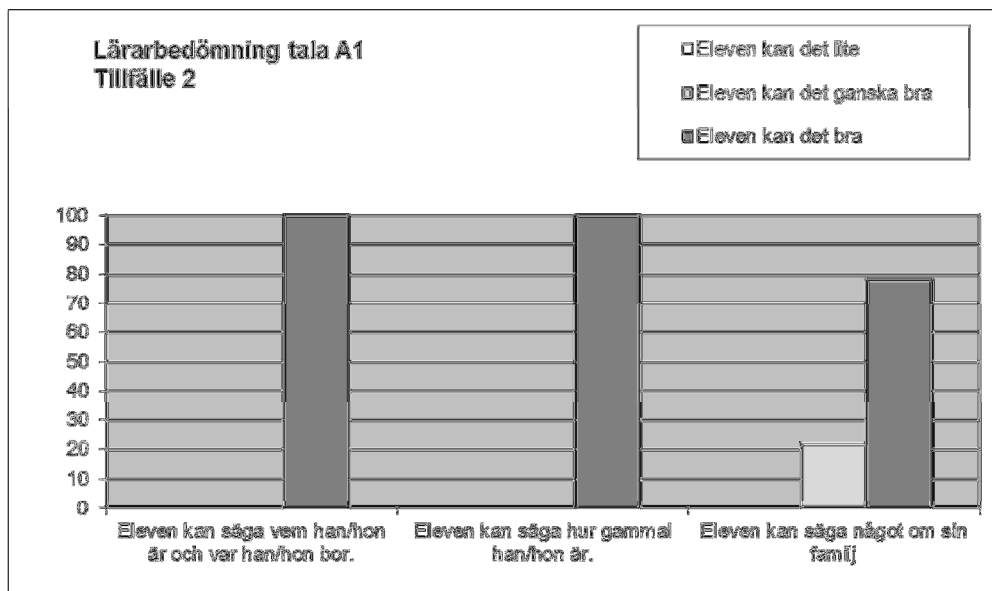 Lärarbedömning tala A1
Tillfälle 2
Eleven kan det lite
Eleven kan det ganska bra
Eleven kan det bra
100
90
80
70
60
50
40
30
20
10
0
Eleven kan säga vem han/hon
är och var han/hon bor.
Eleven kan säga hur gammal
han/hon är.
Eleven kan säga något om sin
familj